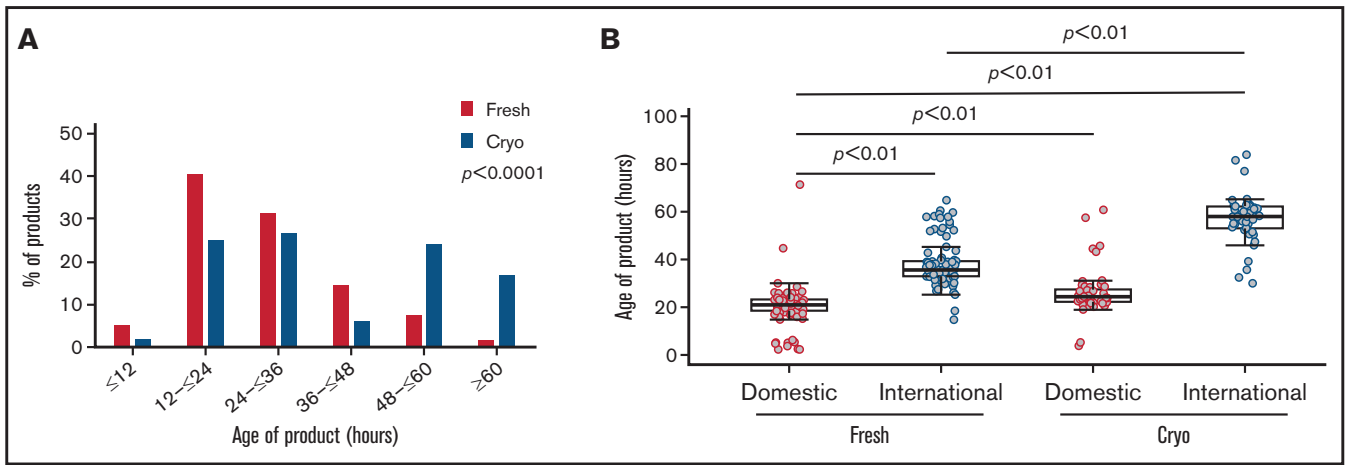 A
Fresh
Cryo
p<0.0001
% of products
50
40
30
20
10
0
≤12
12–≤24
24–≤36
36–≤48
48–≤60
≥60
Age of product (hours)
B
p<0.01
p<0.01
p<0.01
p<0.01
Age of product (hours)
100
80
60
40
20
0
Domestic
International
Domestic
International
Fresh
Cryo